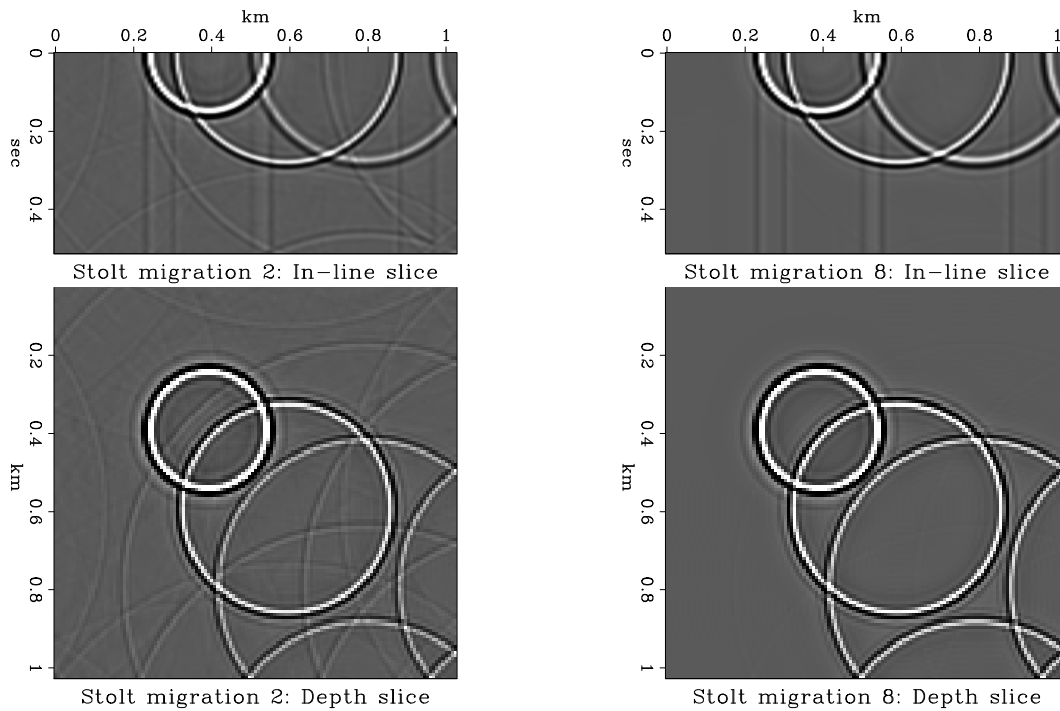 km km
0 0.2 0.4 0.6 0.8 1 0 0.2 0.4 0.6 0.8 1
0 0.2 0.4 0 0.2 0.4
sec sec
Stolt migration 2: In-line slice Stolt migration 8: In-line slice
0.2 0.4 0.6 0.8 1 0.2 0.4 0.6 0.8 1
km km
Stolt migration 2: Depth slice Stolt migration 8: Depth slice